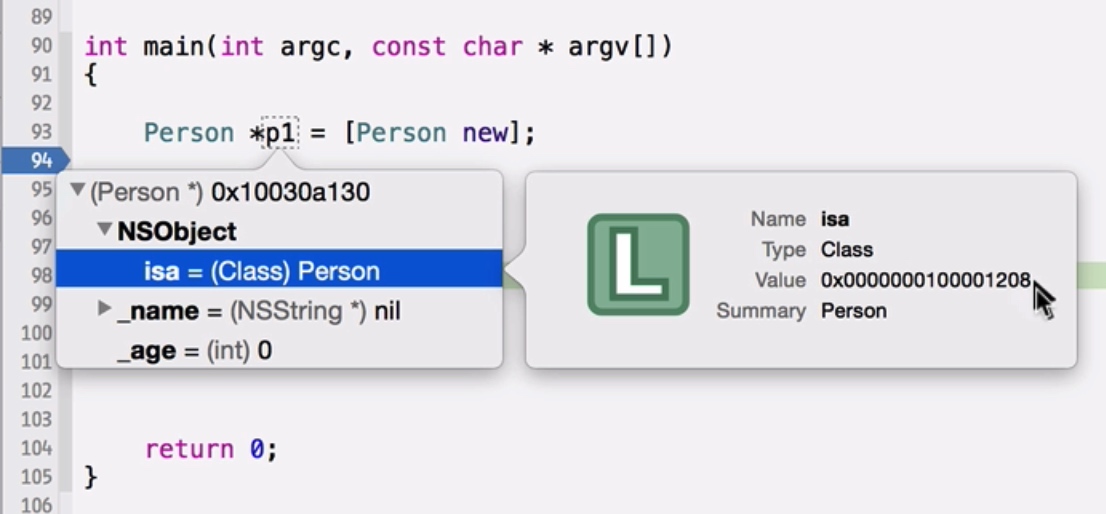 89
90 int main(int argc, const char * argv[])
91 {
92
93 Person *p1 = [Person new];
94
95 (Person *) 0x10030a130
96 NSObject
97
98 isa = (Class) Person
99 _name = (NSString *) nil
100
101 _age = (int) 0
102
103
104 return 0;
105 }
106
L
Name isa
Type Class
Value 0x0000000100001208
Summary Person